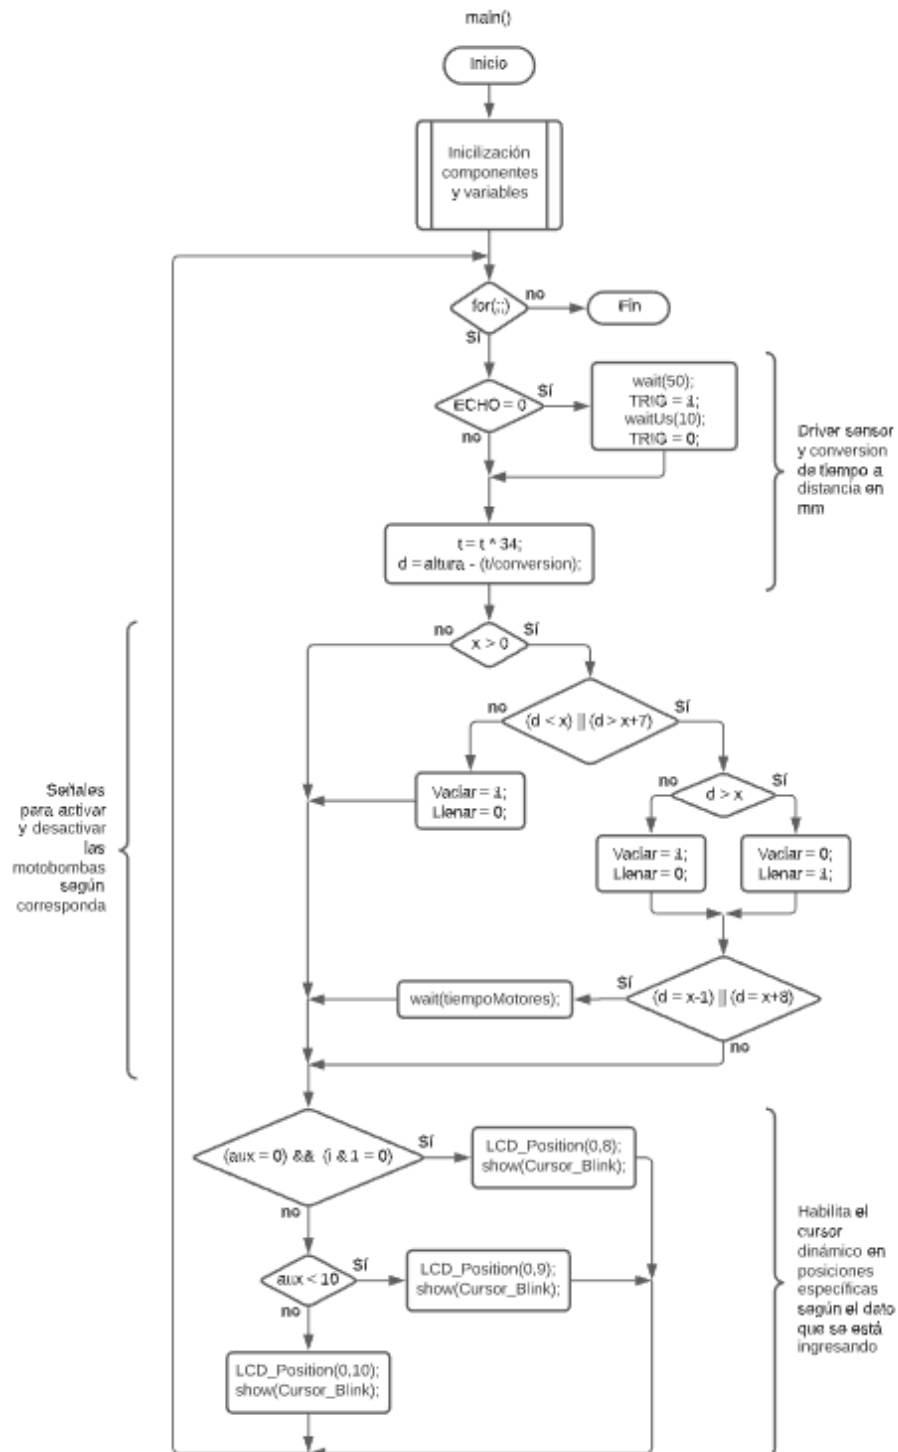 main()
Inicio
Inicilización
componentes
y variables
for(;;)
no
Fin
Sí
ECHO = 0
Sí
no
wait(50);
TRIG = 1;
waitUs(10);
TRIG = 0;
Driver sensor
y conversion
de tiempo a
distancia en
mm
t = t * 34;
d = altura - (t/conversion);
no
x > 0
Sí
no
(d < x) || (d > x+7)
Sí
Vaciar = 1;
Llenar = 0;
no
d > x
Sí
Vaciar = 1;
Llenar = 0;
Vaciar = 0;
Llenar = 1;
Señales
para activar
y desactivar
las
motobombas
según
corresponda
wait(tiempoMotores);
Sí
(d = x-1) || (d = x+8)
no
(aux = 0) && (i & 1 = 0)
Sí
LCD_Position(0,8);
show(Cursor_Blink);
no
aux < 10
Sí
LCD_Position(0,9);
show(Cursor_Blink);
no
LCD_Position(0,10);
show(Cursor_Blink);
Habilita el
cursor
dinámico en
posiciones
específicas
según el dato
que se está
ingresando